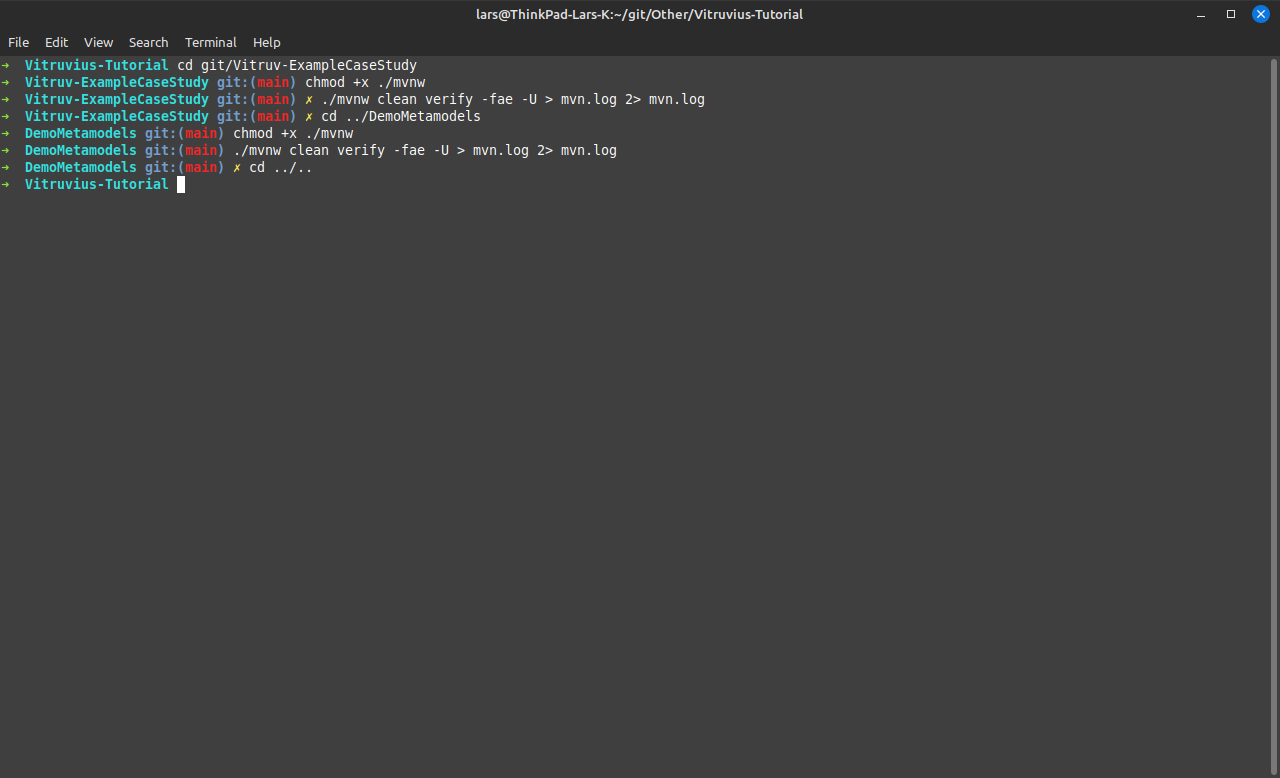 lars@ThinkPad-Lars-K:~/git/Other/Vitruvius-Tutorial
File Edit View Search Terminal Help
➜ Vitruvius-Tutorial cd git/Vitruv-ExampleCaseStudy
➜ Vitruv-ExampleCaseStudy git:(main) chmod +x ./mvnw
➜ Vitruv-ExampleCaseStudy git:(main) ✗ ./mvnw clean verify -fae -U > mvn.log 2> mvn.log
➜ Vitruv-ExampleCaseStudy git:(main) ✗ cd ../DemoMetamodels
➜ DemoMetamodels git:(main) chmod +x ./mvnw
➜ DemoMetamodels git:(main) ./mvnw clean verify -fae -U > mvn.log 2> mvn.log
➜ DemoMetamodels git:(main) ✗ cd ../..
➜ Vitruvius-Tutorial